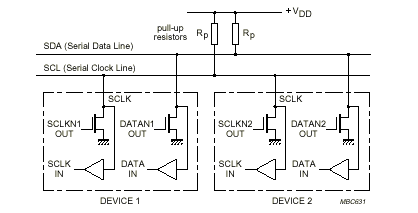 +VDD
pull-up
resistors
Rp
Rp
SDA (Serial Data Line)
SCL (Serial Clock Line)
SCLK
SCLK
SCLKN1
OUT
DATAN1
OUT
SCLKN2
OUT
DATAN2
OUT
SCLK
IN
DATA
IN
SCLK
IN
DATA
IN
DEVICE 1
DEVICE 2
MBC631